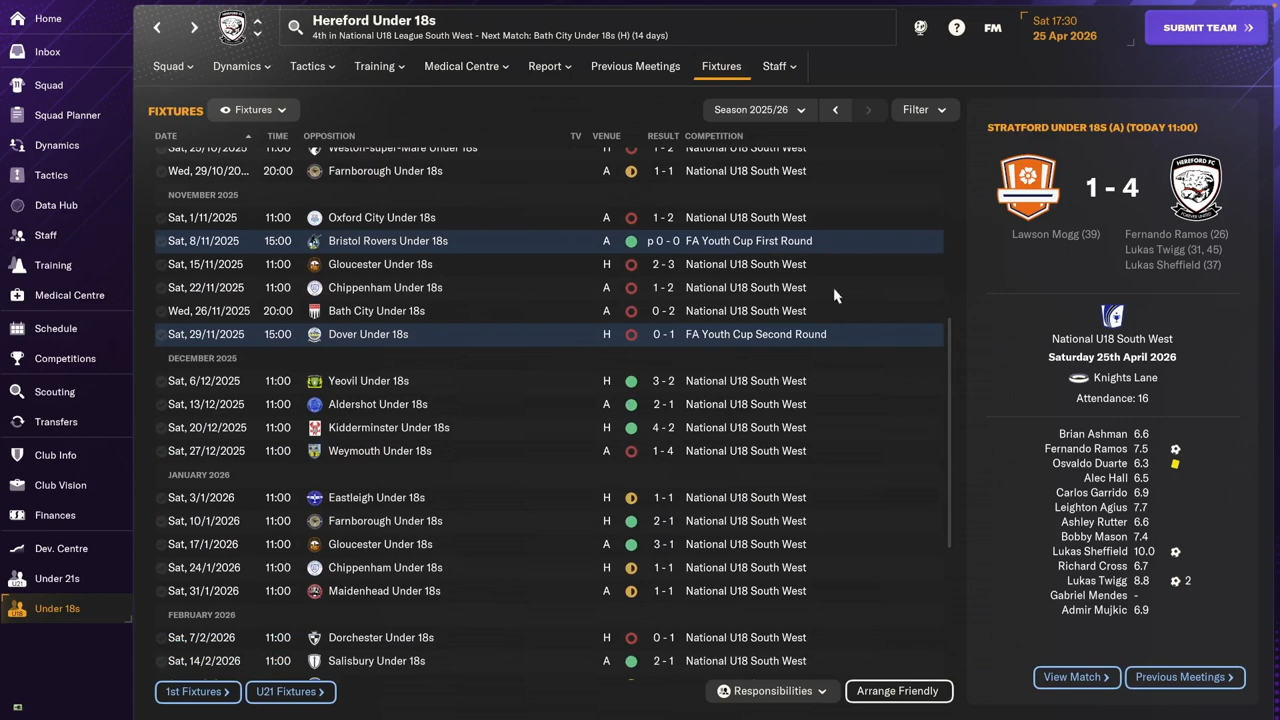 Home
Inbox
Squad
Squad Planner
Dynamics
Tactics
Data Hub
Staff
Training
Medical Centre
Schedule
Competitions
Scouting
Transfers
Club Info
Club Vision
Finances
Dev. Centre
U21 Under 21s
U18 Under 18s
Hereford Under 18s
4th in National U18 League South West - Next Match: Bath City Under 18s (H) (14 days)
? FM
Sat 17:30
25 Apr 2026
SUBMIT TEAM
Squad Dynamics Tactics Training Medical Centre Report Previous Meetings Fixtures Staff
FIXTURES Fixtures Season 2025/26 Filter
DATE TIME OPPOSITION TV VENUE RESULT COMPETITION
Sat, 25/10/2025 11:00 Weston-super-Mare Under 18s H 1-2 National U18 South West
Wed, 29/10/20... 20:00 Farnborough Under 18s A 1-1 National U18 South West
NOVEMBER 2025
Sat, 1/11/2025 11:00 Oxford City Under 18s A 1-2 National U18 South West
Sat, 8/11/2025 15:00 Bristol Rovers Under 18s A p 0-0 FA Youth Cup First Round
Sat, 15/11/2025 11:00 Gloucester Under 18s H 2-3 National U18 South West
Sat, 22/11/2025 11:00 Chippenham Under 18s A 1-2 National U18 South West
Wed, 26/11/2025 20:00 Bath City Under 18s A 0-2 National U18 South West
Sat, 29/11/2025 15:00 Dover Under 18s H 0-1 FA Youth Cup Second Round
DECEMBER 2025
Sat, 6/12/2025 11:00 Yeovil Under 18s H 3-2 National U18 South West
Sat, 13/12/2025 11:00 Aldershot Under 18s A 2-1 National U18 South West
Sat, 20/12/2025 11:00 Kidderminster Under 18s H 4-2 National U18 South West
Sat, 27/12/2025 11:00 Weymouth Under 18s A 1-4 National U18 South West
JANUARY 2026
Sat, 3/1/2026 11:00 Eastleigh Under 18s H 1-1 National U18 South West
Sat, 10/1/2026 11:00 Farnborough Under 18s H 2-1 National U18 South West
Sat, 17/1/2026 11:00 Gloucester Under 18s A 3-1 National U18 South West
Sat, 24/1/2026 11:00 Chippenham Under 18s H 1-1 National U18 South West
Sat, 31/1/2026 11:00 Maidenhead Under 18s A 1-1 National U18 South West
FEBRUARY 2026
Sat, 7/2/2026 11:00 Dorchester Under 18s H 0-1 National U18 South West
Sat, 14/2/2026 11:00 Salisbury Under 18s A 2-1 National U18 South West
1st Fixtures > U21 Fixtures > Responsibilities Arrange Friendly
STRATFORD UNDER 18S (A) (TODAY 11:00)
HEREFORD FC
FOREVER UNITED
1 - 4
Lawson Mogg (39) Fernando Ramos (26)
Lukas Twigg (31, 45)
Lukas Sheffield (37)
National U18 South West
Saturday 25th April 2026
Knights Lane
Attendance: 16
Brian Ashman 6.6
Fernando Ramos 7.5
Osvaldo Duarte 6.3
Alec Hall 6.5
Carlos Garrido 6.9
Leighton Agius 7.7
Ashley Rutter 6.6
Bobby Mason 7.4
Lukas Sheffield 10.0
Richard Cross 6.7
Lukas Twigg 8.8 2
Gabriel Mendes -
Admir Mujkic 6.9
View Match > Previous Meetings >